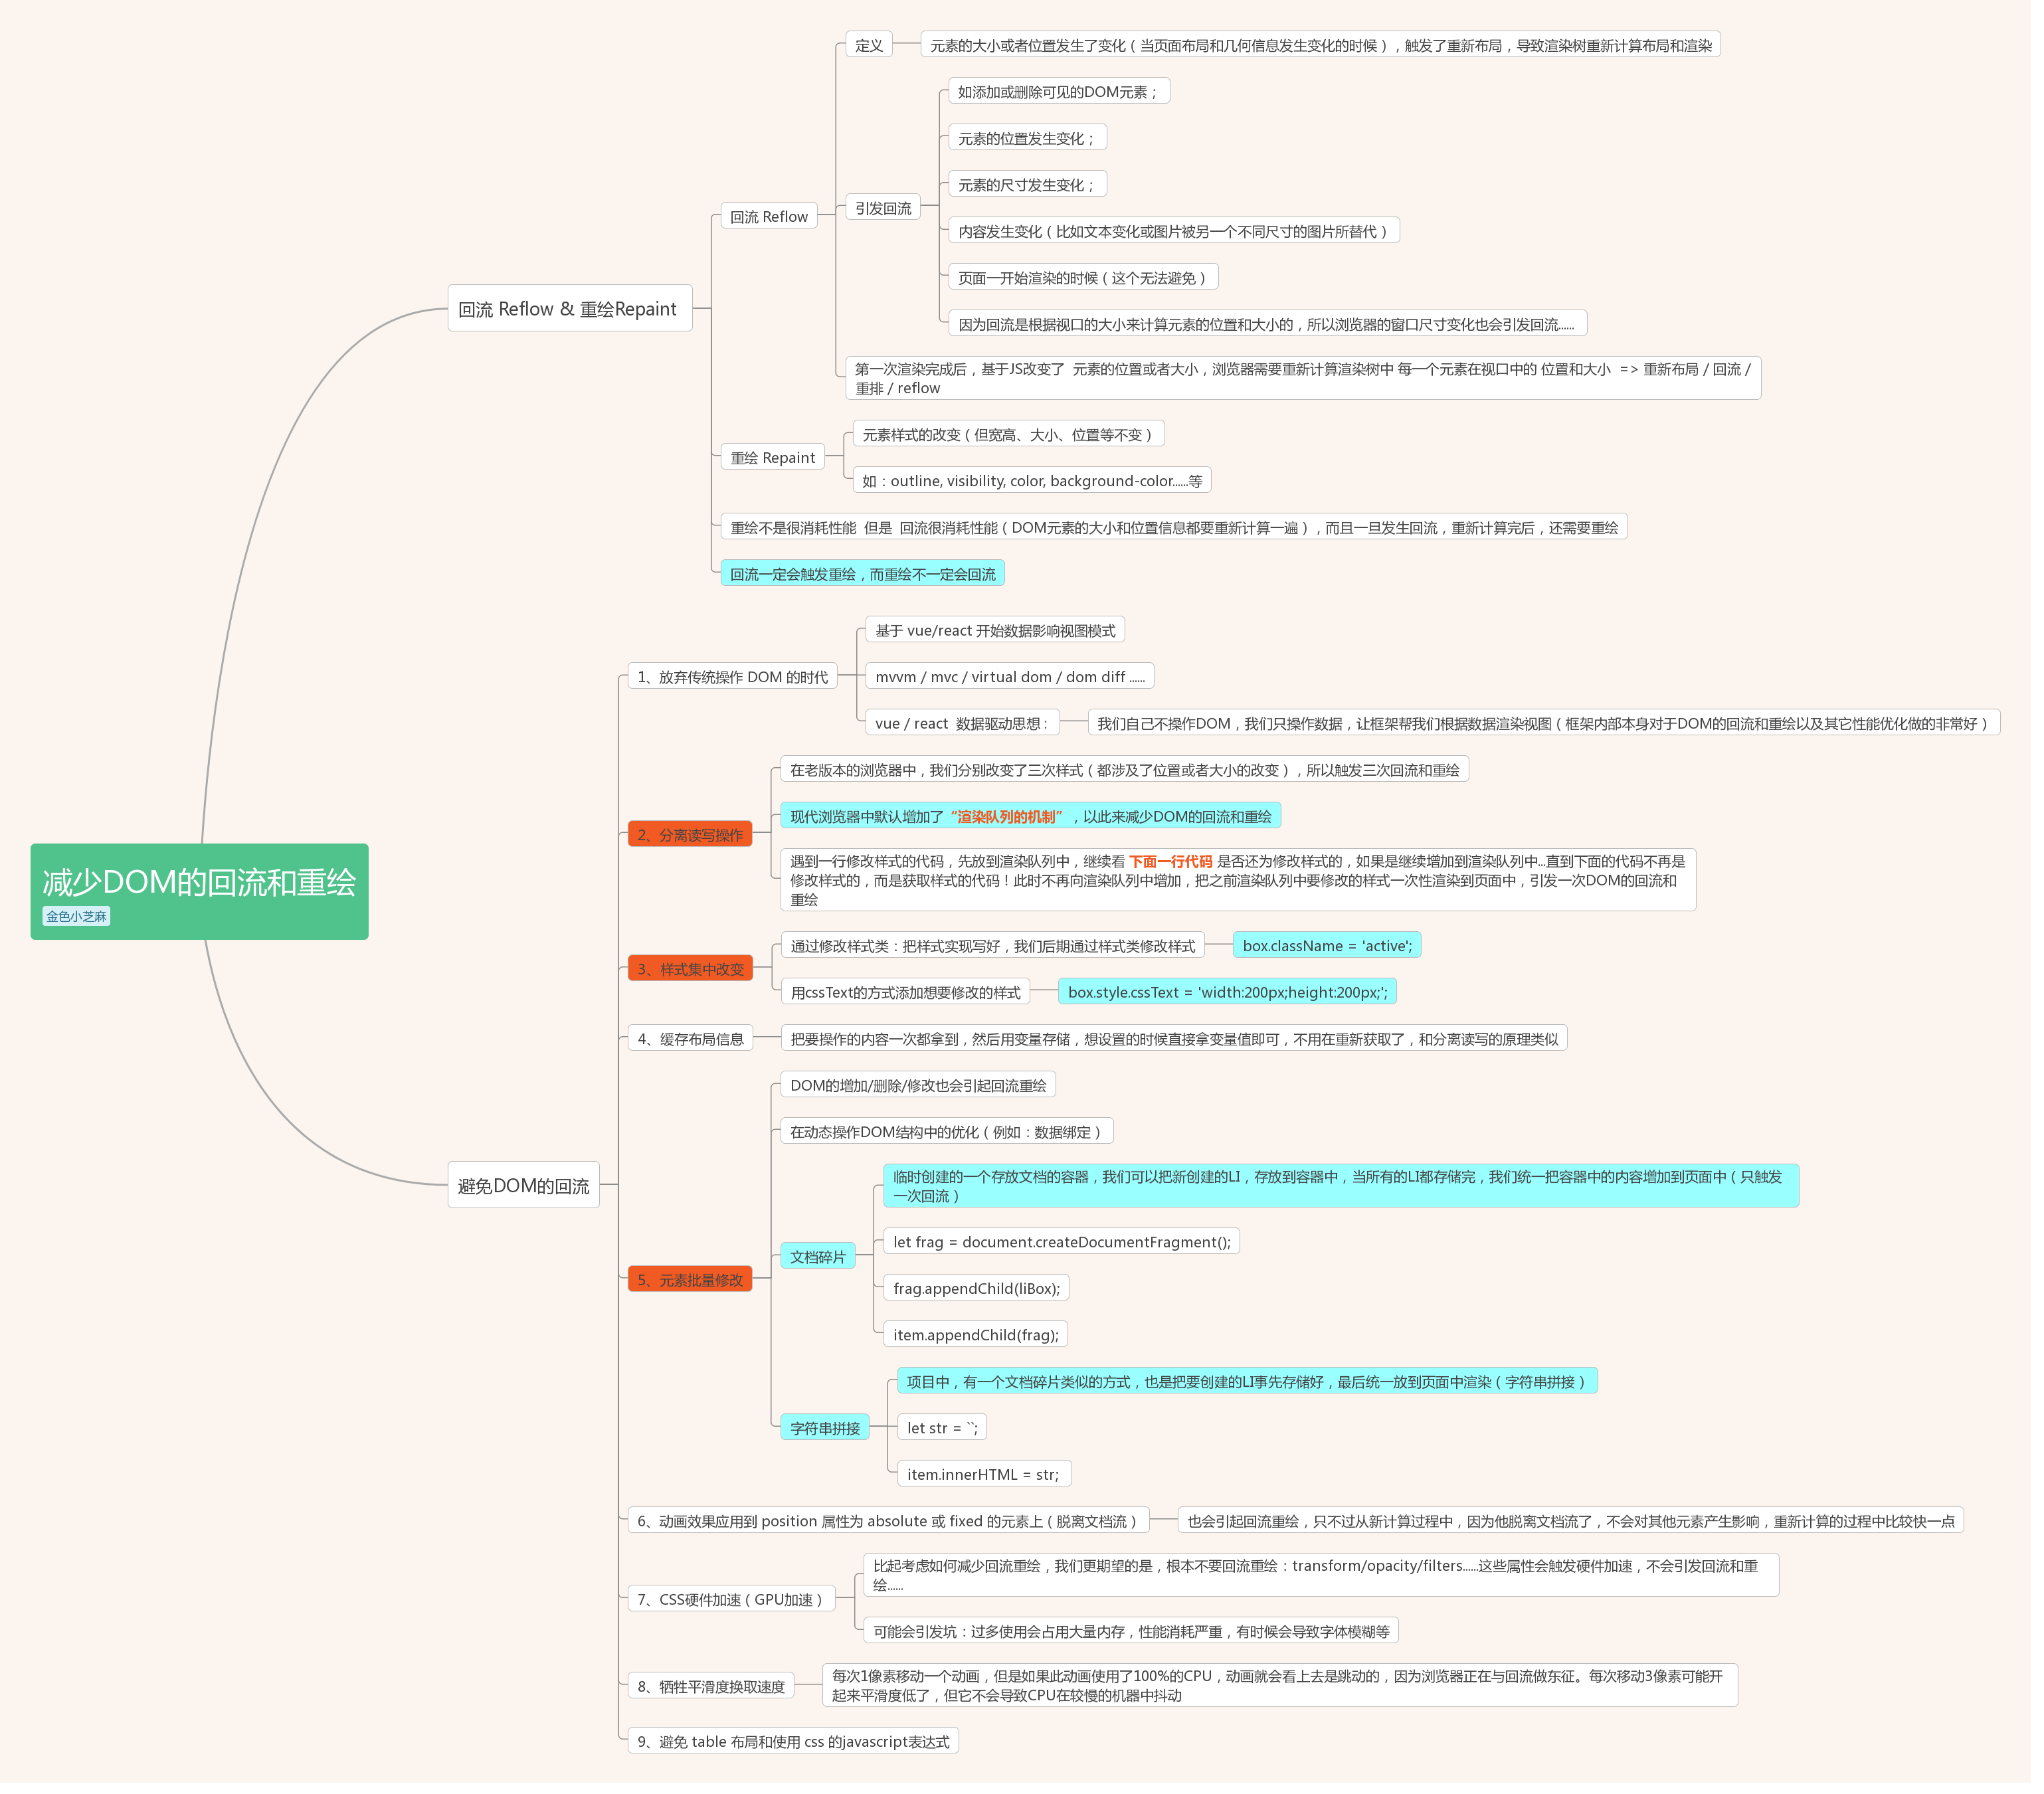 减少DOM的回流和重绘
金色小芝麻
回流 Reflow & 重绘Repaint
回流 Reflow
定义
元素的大小或者位置发生了变化（当页面布局和几何信息发生变化的时候），触发了重新布局，导致渲染树重新计算布局和渲染
引发回流
如添加或删除可见的DOM元素；
元素的位置发生变化；
元素的尺寸发生变化；
内容发生变化（比如文本变化或图片被另一个不同尺寸的图片所替代）
页面一开始渲染的时候（这个无法避免）
因为回流是根据视口的大小来计算元素的位置和大小的，所以浏览器的窗口尺寸变化也会引发回流......
第一次渲染完成后，基于JS改变了 元素的位置或者大小，浏览器需要重新计算渲染树中 每一个元素在视口中的 位置和大小 => 重新布局 / 回流 /
重排 / reflow
重绘 Repaint
元素样式的改变（但宽高、大小、位置等不变）
如：outline, visibility, color, background-color......等
重绘不是很消耗性能 但是 回流很消耗性能（DOM元素的大小和位置信息都要重新计算一遍），而且一旦发生回流，重新计算完后，还需要重绘
回流一定会触发重绘，而重绘不一定会回流
避免DOM的回流
1、放弃传统操作 DOM 的时代
基于 vue/react 开始数据影响视图模式
mvvm / mvc / virtual dom / dom diff ......
vue / react 数据驱动思想：
我们自己不操作DOM，我们只操作数据，让框架帮我们根据数据渲染视图（框架内部本身对于DOM的回流和重绘以及其它性能优化做的非常好）
2、分离读写操作
在老版本的浏览器中，我们分别改变了三次样式（都涉及了位置或者大小的改变），所以触发三次回流和重绘
现代浏览器中默认增加了“渲染队列的机制”，以此来减少DOM的回流和重绘
遇到一行修改样式的代码，先放到渲染队列中，继续看 下面一行代码 是否还为修改样式的，如果是继续增加到渲染队列中...直到下面的代码不再是
修改样式的，而是获取样式的代码！此时不再向渲染队列中增加，把之前渲染队列中要修改的样式一次性渲染到页面中，引发一次DOM的回流和
重绘
3、样式集中改变
通过修改样式类：把样式实现写好，我们后期通过样式类修改样式
box.className = 'active';
用cssText的方式添加想要修改的样式
box.style.cssText = 'width:200px;height:200px;';
4、缓存布局信息
把要操作的内容一次都拿到，然后用变量存储，想设置的时候直接拿变量值即可，不用在重新获取了，和分离读写的原理类似
5、元素批量修改
DOM的增加/删除/修改也会引起回流重绘
在动态操作DOM结构中的优化（例如：数据绑定）
文档碎片
临时创建的一个存放文档的容器，我们可以把新创建的LI，存放到容器中，当所有的LI都存储完，我们统一把容器中的内容增加到页面中（只触发
一次回流）
let frag = document.createDocumentFragment();
frag.appendChild(liBox);
item.appendChild(frag);
字符串拼接
项目中，有一个文档碎片类似的方式，也是把要创建的LI事先存储好，最后统一放到页面中渲染（字符串拼接）
let str = ``;
item.innerHTML = str;
6、动画效果应用到 position 属性为 absolute 或 fixed 的元素上（脱离文档流）
也会引起回流重绘，只不过从新计算过程中，因为他脱离文档流了，不会对其他元素产生影响，重新计算的过程中比较快一点
7、CSS硬件加速（GPU加速）
比起考虑如何减少回流重绘，我们更期望的是，根本不要回流重绘：transform/opacity/filters......这些属性会触发硬件加速，不会引发回流和重
绘......
可能会引发坑：过多使用会占用大量内存，性能消耗严重，有时候会导致字体模糊等
8、牺牲平滑度换取速度
每次1像素移动一个动画，但是如果此动画使用了100%的CPU，动画就会看上去是跳动的，因为浏览器正在与回流做东征。每次移动3像素可能开
起来平滑度低了，但它不会导致CPU在较慢的机器中抖动
9、避免 table 布局和使用 css 的javascript表达式